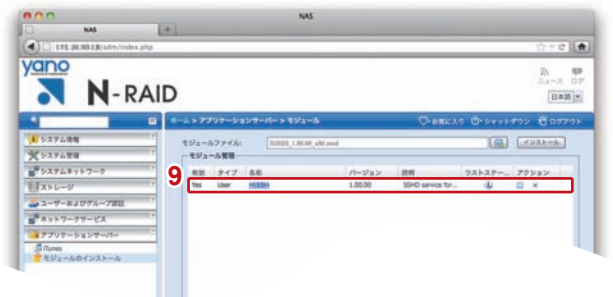 NAS
NAS
/adm/index.php
yano
N-RAID
ニュース ログ
日本語
ホーム » アプリケーションサーバー » モジュール
お気に入り シャットダウン ログアウト
システム情報
システム管理
システムネットワーク
ストレージ
ユーザーおよびグループ認証
ネットワークサービス
アプリケーションサーバー
iTunes
モジュールのインストール
モジュールファイル:
HiSSH_1.00.00_x86.mod
インストール
モジュール管理
有効 タイプ 名前 バージョン 説明 ラストステー... アクション
9
Yes User HiSSH 1.00.00 SSHD service for...